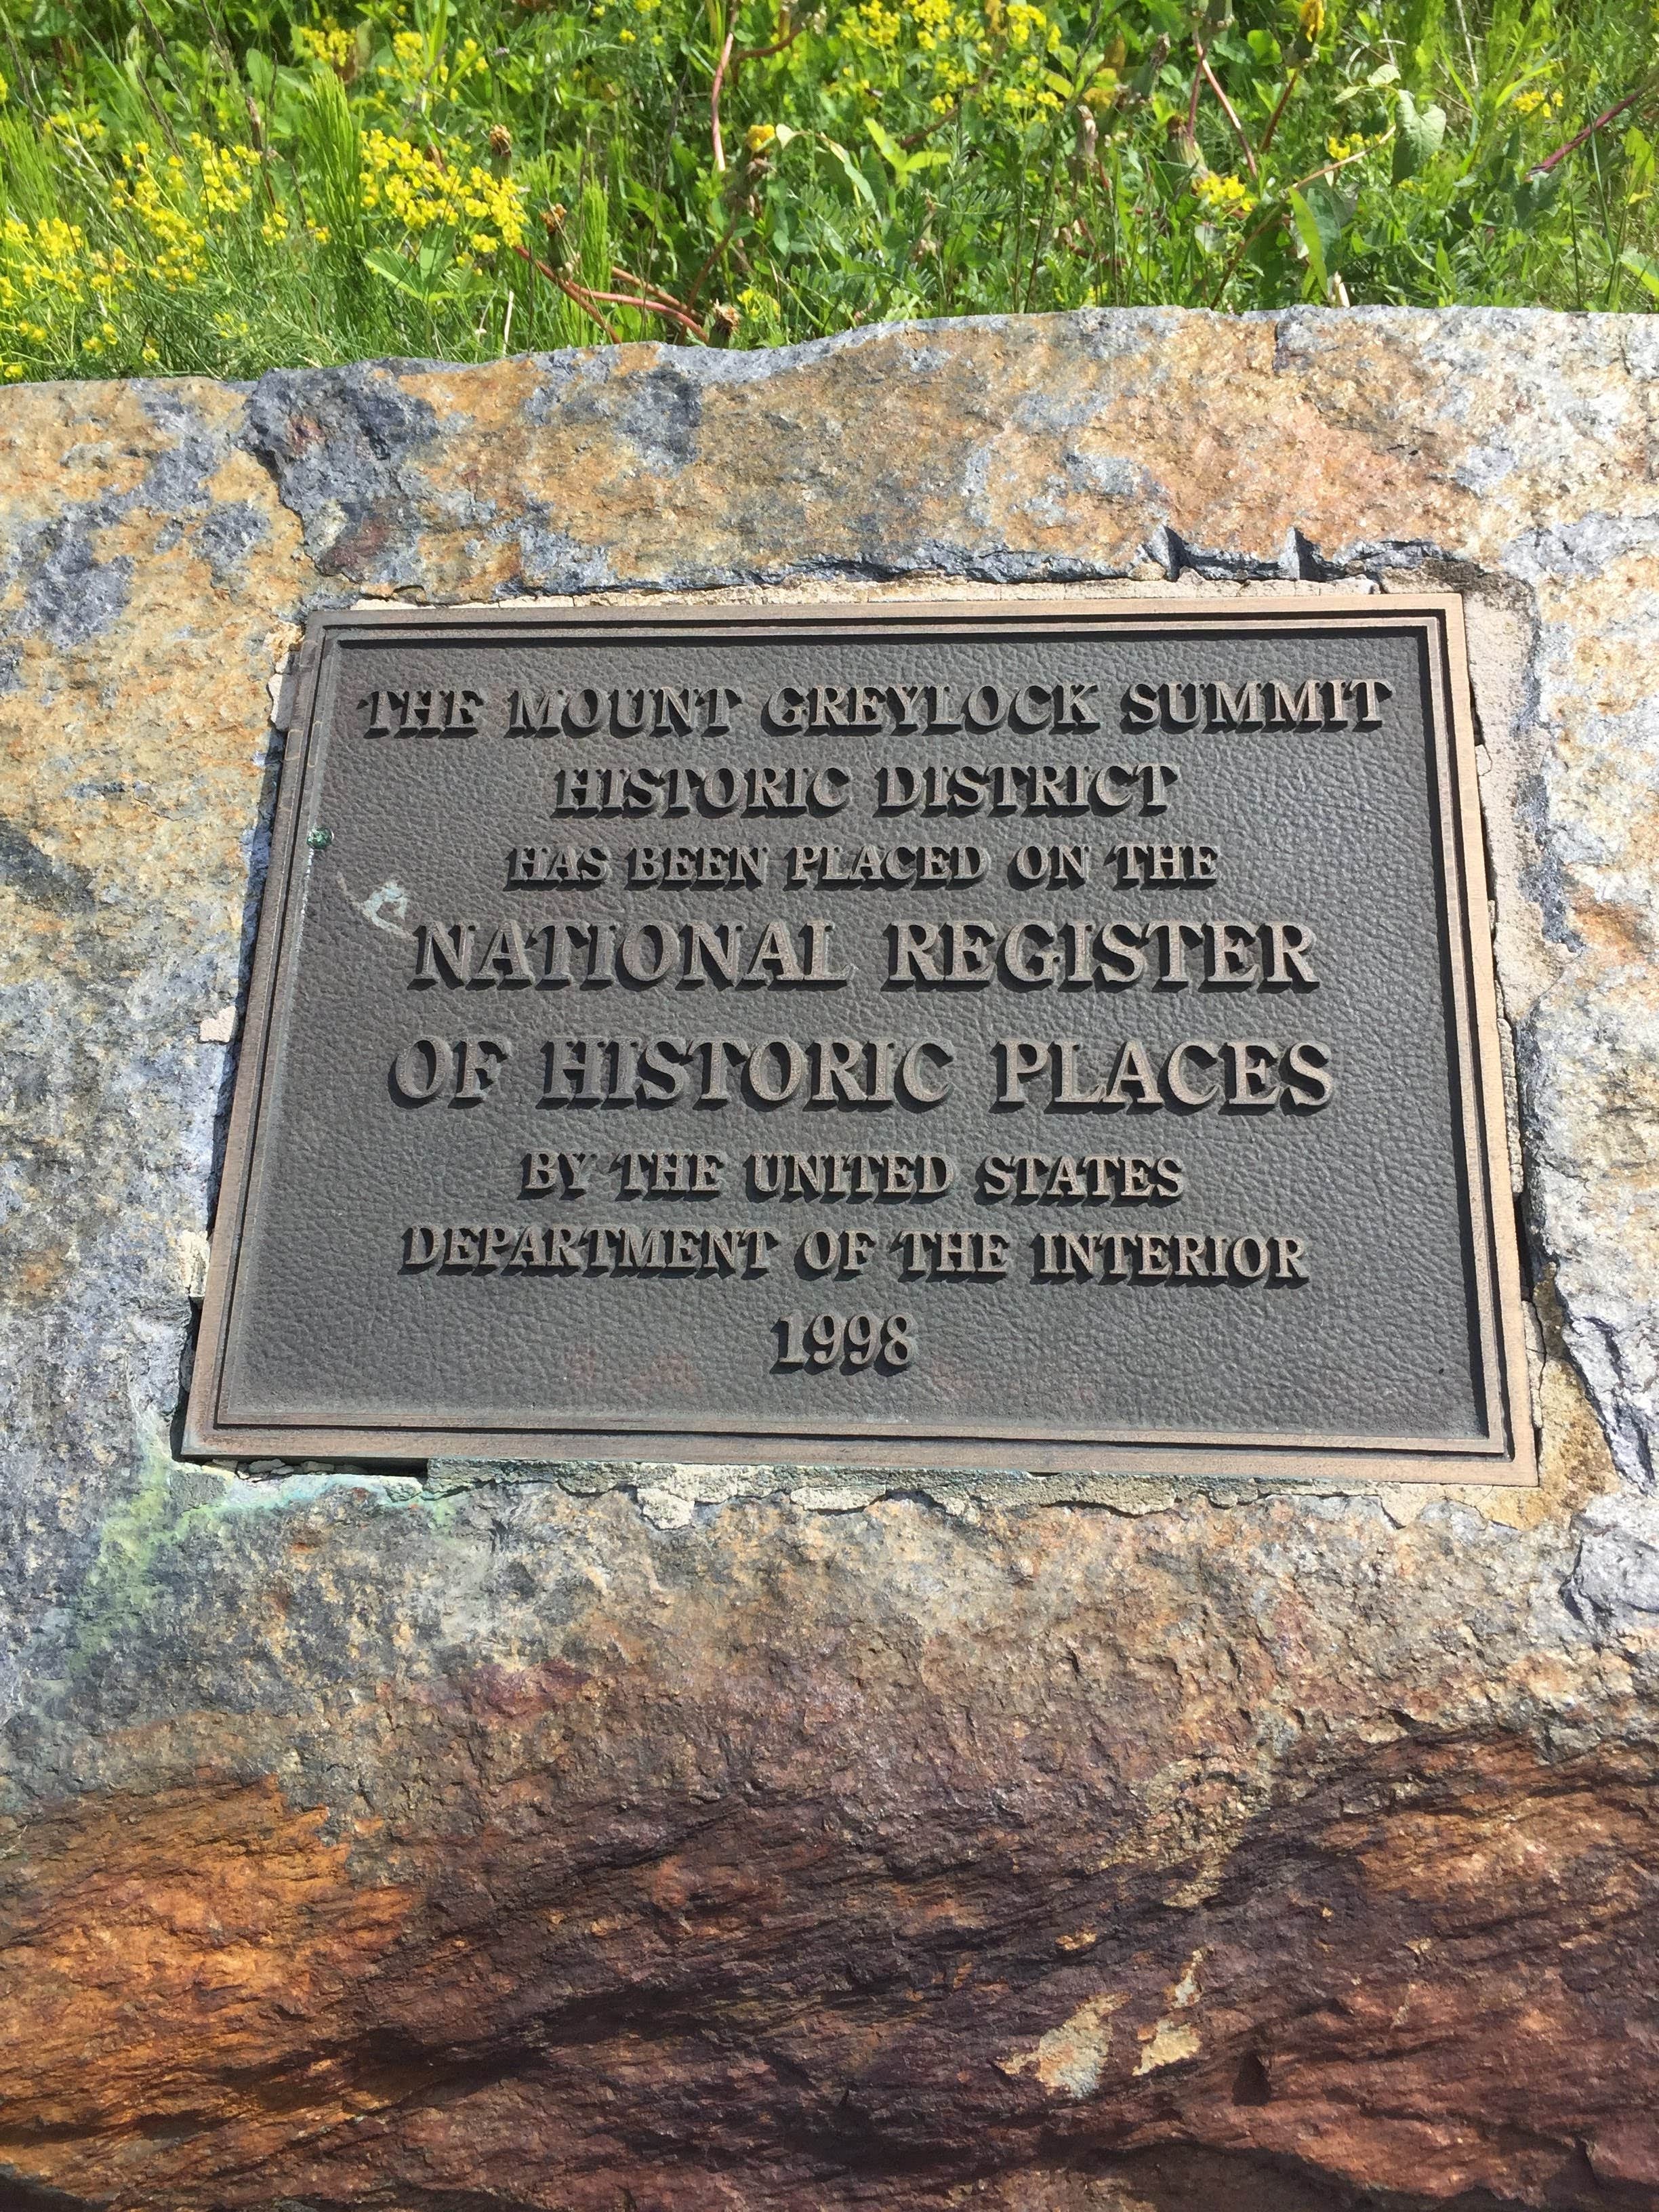 THE MOUNT GREYLOCK SUMMIT
HISTORIC DISTRICT
HAS BEEN PLACED ON THE
NATIONAL REGISTER
OF HISTORIC PLACES
BY THE UNITED STATES
DEPARTMENT OF THE INTERIOR
1998